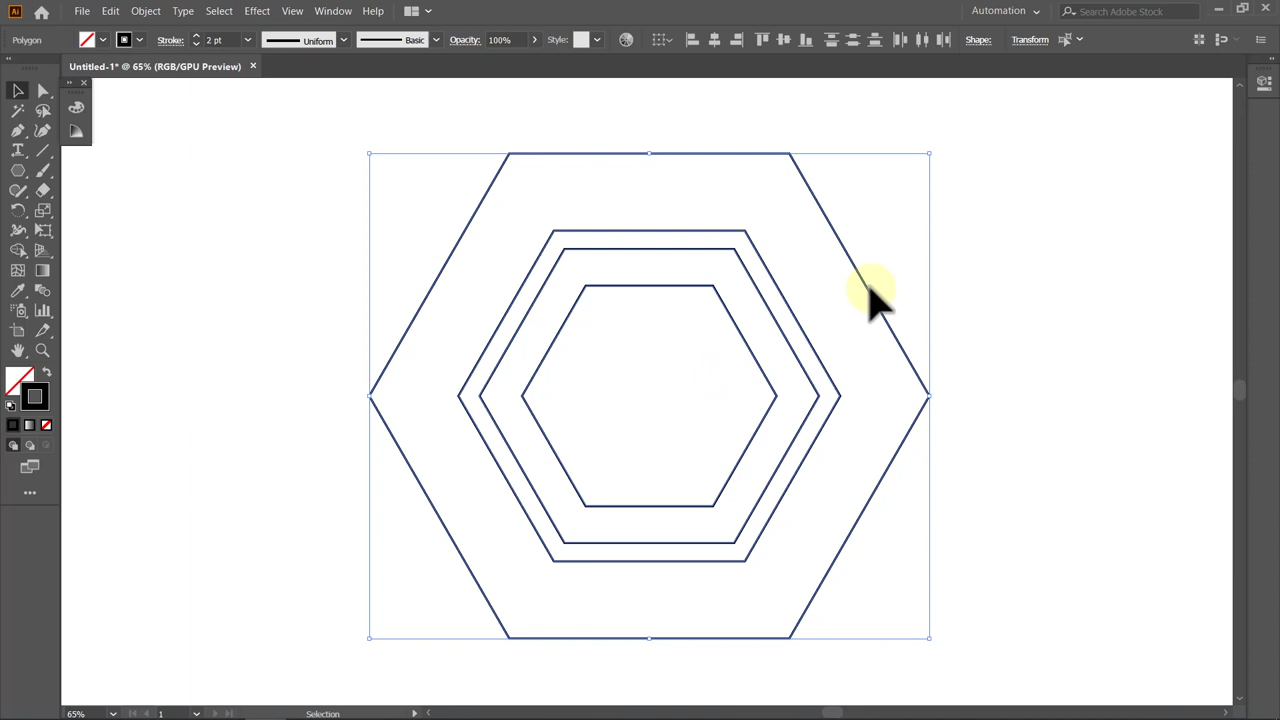 Ai File Edit Object Type Select Effect View Window Help Automation Search Adobe Stock
Polygon Stroke: 2 pt Uniform Basic Opacity: 100% Style: Shape: Transform
Untitled-1* @ 65% (RGB/GPU Preview)
65% 1 Selection